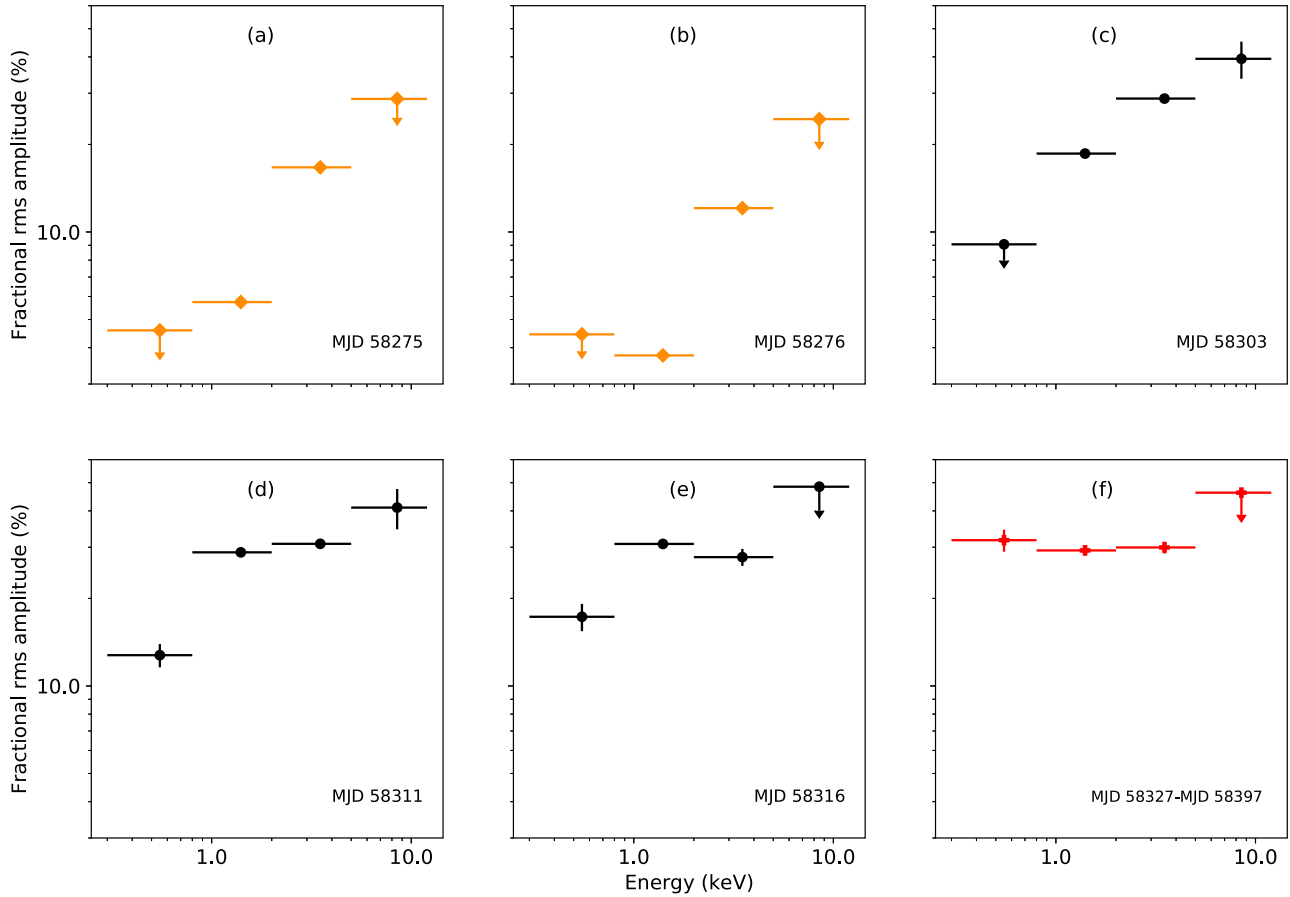 (a)
(b)
(c)
Fractional rms amplitude (%)
10.0
MJD 58275
MJD 58276
MJD 58303
(d)
(e)
(f)
Fractional rms amplitude (%)
10.0
MJD 58311
MJD 58316
MJD 58327-MJD 58397
1.0 10.0 1.0 10.0 1.0 10.0
Energy (keV)